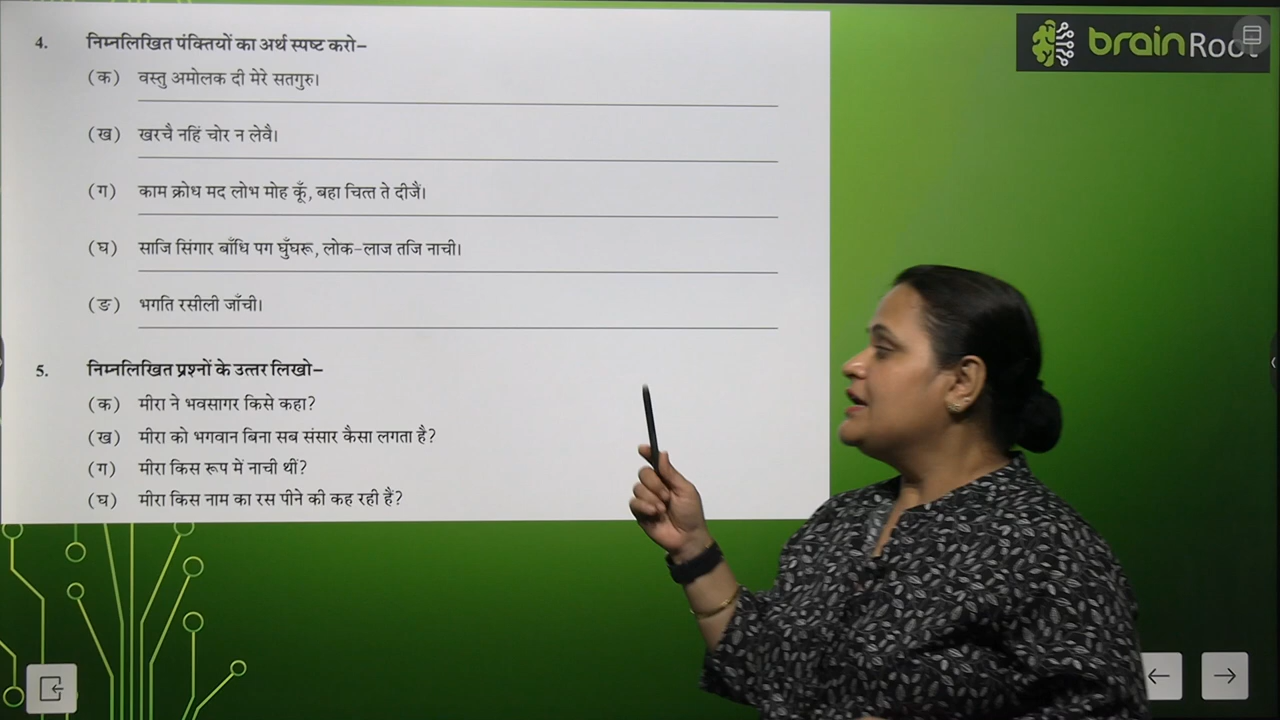 brainRoot
4. निम्नलिखित पंक्तियों का अर्थ स्पष्ट करो–
(क) वस्तु अमोलक दी मेरे सतगुरु।
(ख) खरचै नहिं चोर न लेवै।
(ग) काम क्रोध मद लोभ मोह कूँ, बहा चित्त ते दीजै।
(घ) साजि सिंगार बाँधि पग घुँघरू, लोक-लाज तजि नाची।
(ङ) भगति रसीली जाँची।
5. निम्नलिखित प्रश्नों के उत्तर लिखो–
(क) मीरा ने भवसागर किसे कहा?
(ख) मीरा को भगवान बिना सब संसार कैसा लगता है?
(ग) मीरा किस रूप में नाची थीं?
(घ) मीरा किस नाम का रस पीने की कह रही हैं?